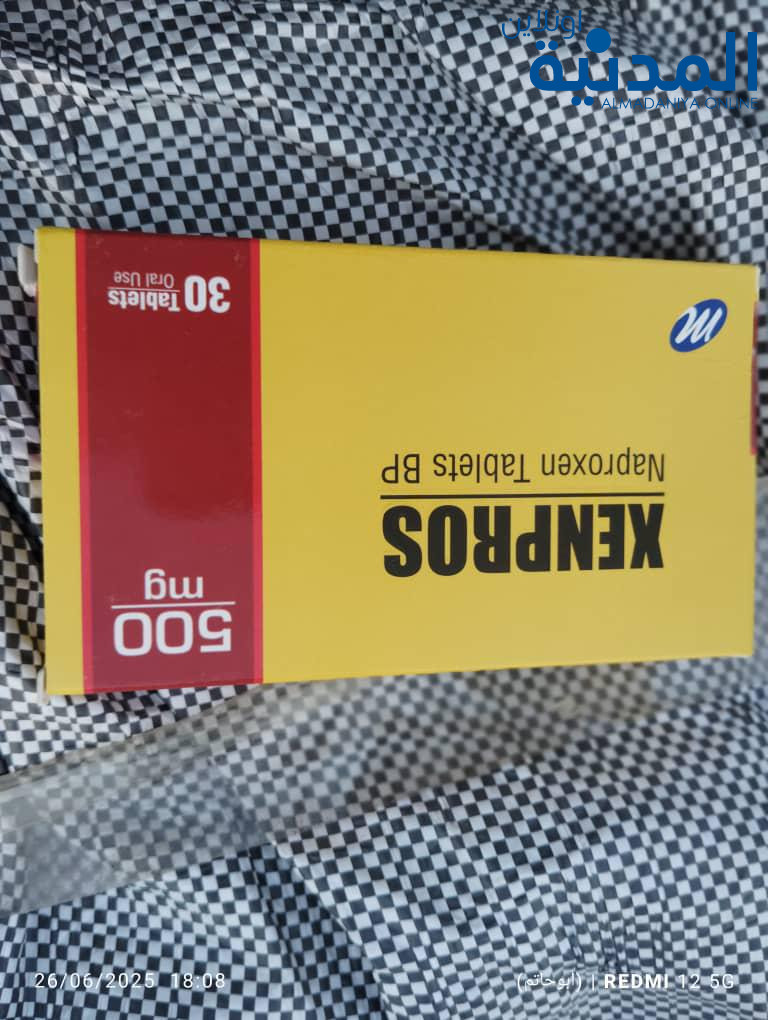 اونلاين
المدنية
ALMADANIYA ONLINE
XENPROS
Naproxen Tablets BP
500
mg
30 Tablets
Oral Use
m
26/06/2025 18:08
(أبوحاتم) | REDMI 12 5G